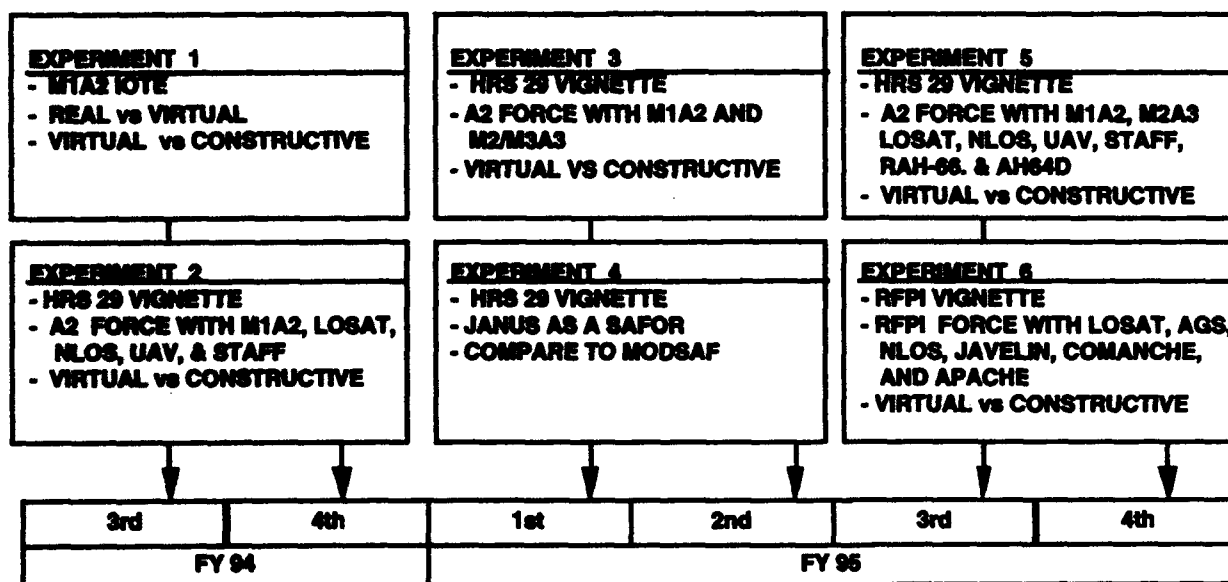 EXPERIMENT 1
- M1A2 IOTE
- REAL vs VIRTUAL
- VIRTUAL vs CONSTRUCTIVE
EXPERIMENT 2
- HRS 29 VIGNETTE
- A2 FORCE WITH M1A2, LOSAT,
NLOS, UAV, & STAFF
- VIRTUAL vs CONSTRUCTIVE
EXPERIMENT 3
- HRS 29 VIGNETTE
- A2 FORCE WITH M1A2 AND
M2/M3A3
- VIRTUAL VS CONSTRUCTIVE
EXPERIMENT 4
- HRS 29 VIGNETTE
- JANUS AS A SAFOR
- COMPARE TO MODSAF
EXPERIMENT 5
- HRS 29 VIGNETTE
- A2 FORCE WITH M1A2, M2A3
LOSAT, NLOS, UAV, STAFF,
RAH-66. & AH64D
- VIRTUAL vs CONSTRUCTIVE
EXPERIMENT 6
- RFPI VIGNETTE
- RFPI FORCE WITH LOSAT, AGS,
NLOS, JAVELIN, COMANCHE,
AND APACHE
- VIRTUAL vs CONSTRUCTIVE
3rd 4th 1st 2nd 3rd 4th
FY 94 FY 95